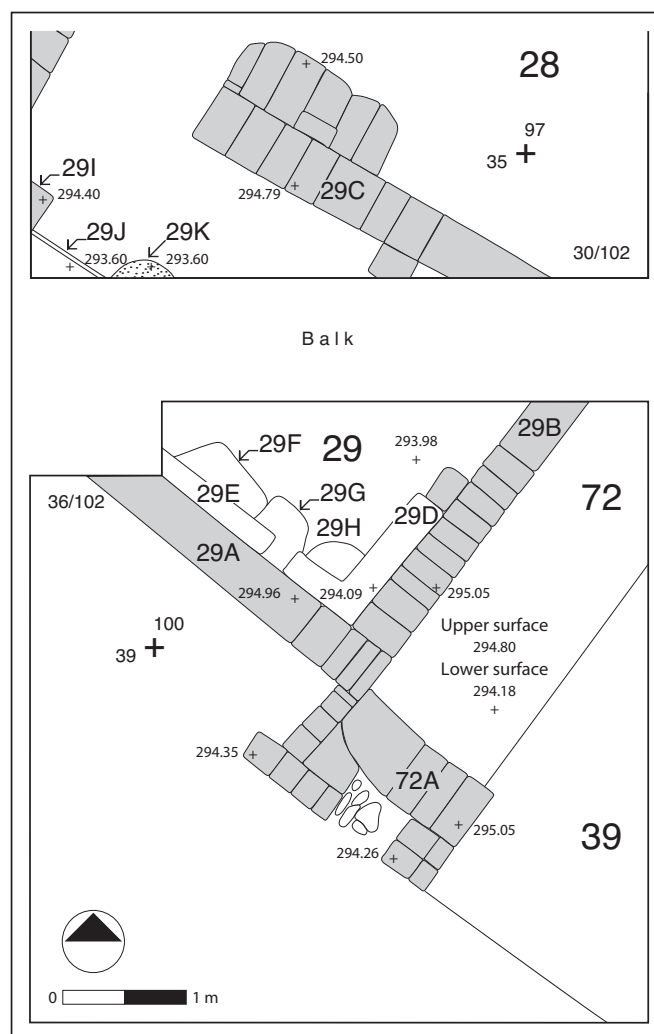 294.50
28
97
35
29I
294.40
294.79
29C
29J
29K
293.60
293.60
30/102
Balk
29B
29F
29
293.98
29E
29G
36/102
29H
29D
72
29A
294.96
294.09
295.05
100
39
Upper surface
294.80
Lower surface
294.18
294.35
72A
295.05
39
294.26
0
1 m